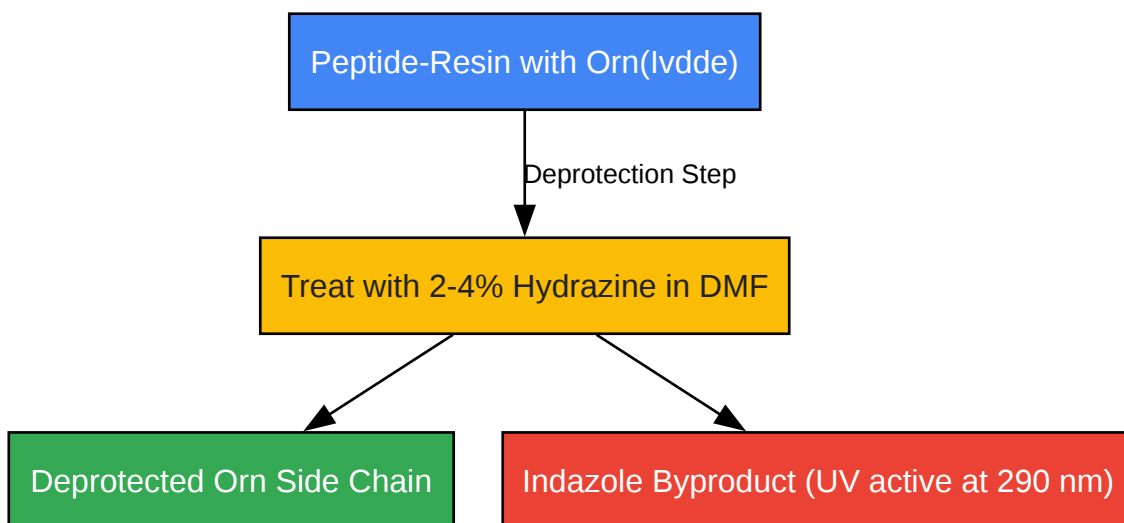 Peptide-Resin with Orn(Ivdde)
Deprotection Step
Treat with 2-4% Hydrazine in DMF
Deprotected Orn Side Chain
Indazole Byproduct (UV active at 290 nm)